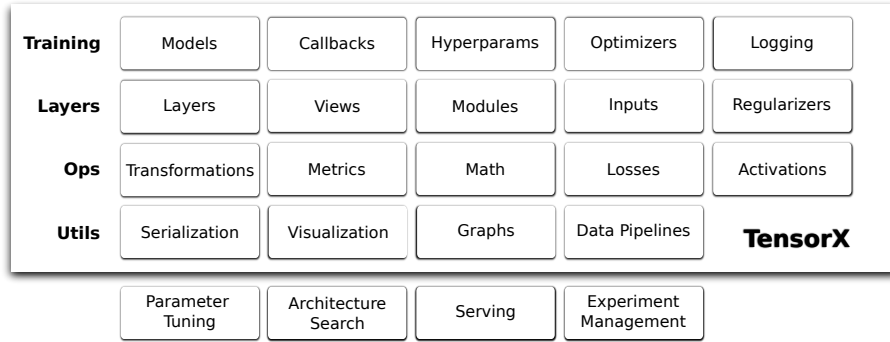 Training Models Callbacks Hyperparams Optimizers Logging
Layers Layers Views Modules Inputs Regularizers
Ops Transformations Metrics Math Losses Activations
Utils Serialization Visualization Graphs Data Pipelines TensorX
Parameter Architecture Serving Experiment
Tuning Search Management